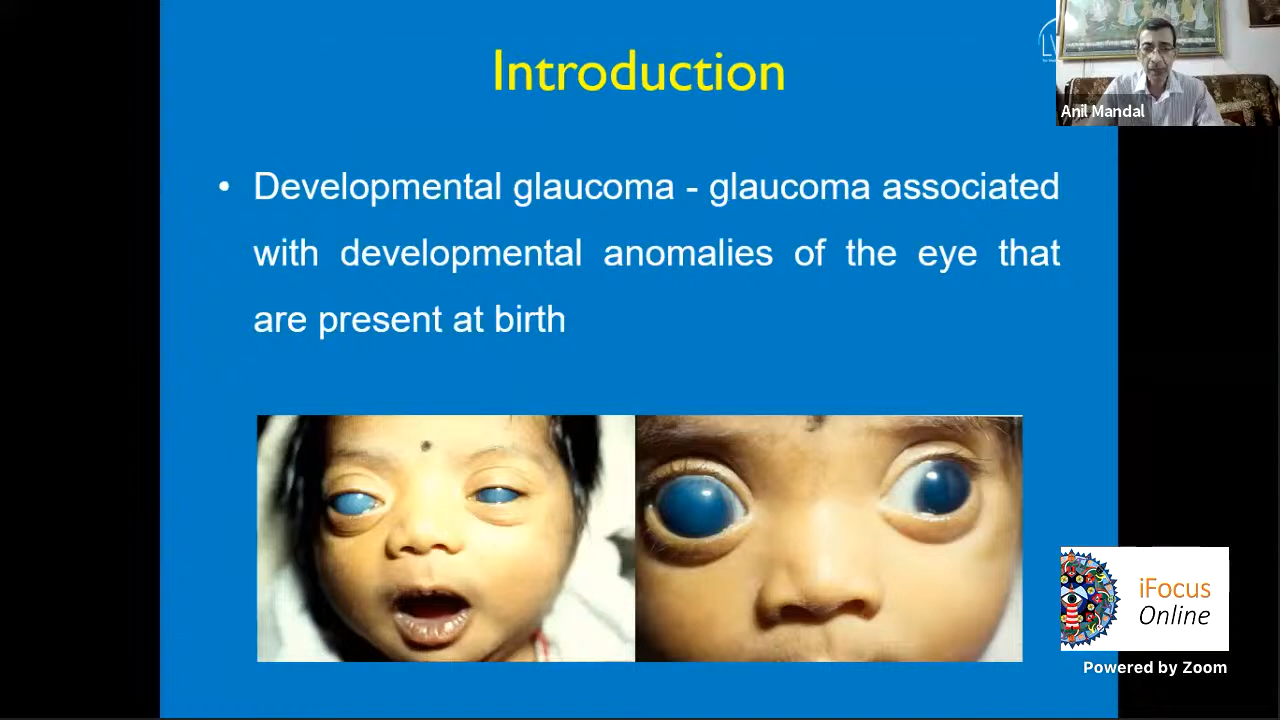 Introduction
Anil Mandal
• Developmental glaucoma - glaucoma associated
with developmental anomalies of the eye that
are present at birth
iFocus
Online
Powered by Zoom